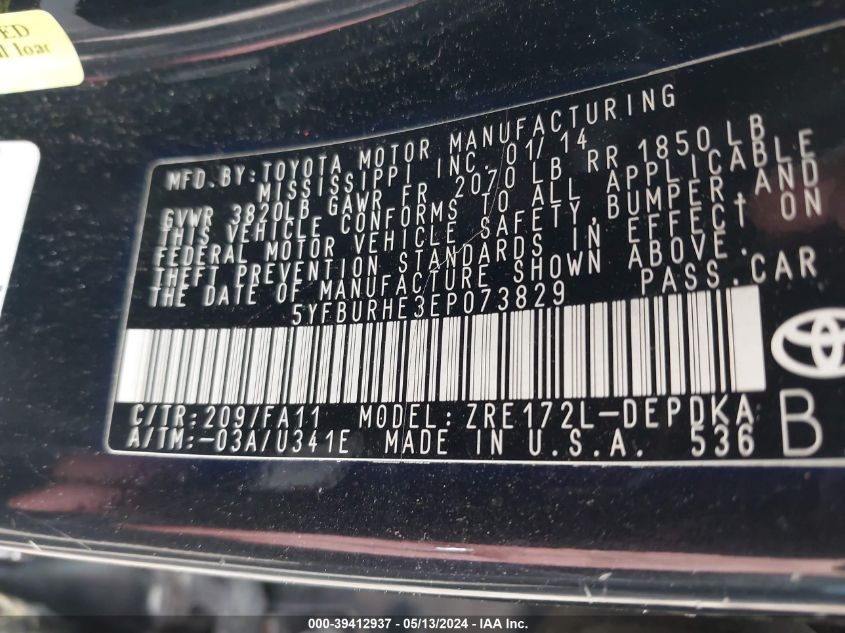 ED
ll load
MFD. BY: TOYOTA MOTOR MANUFACTURING
MISSISSIPPI INC. 01/14
GVWR 3820LB GAWR FR 2070 LB RR 1850 LB
THIS VEHICLE CONFORMS TO ALL APPLICABLE
FEDERAL MOTOR VEHICLE SAFETY, BUMPER, AND
THEFT PREVENTION STANDARDS IN EFFECT ON
THE DATE OF MANUFACTURE SHOWN ABOVE.
5YFBURHE3EP073829 PASS. CAR
C/TR: 209/FA11 MODEL: ZRE172L-DEPDKA
A/TM: -03A/U341E MADE IN U.S.A. 536 B
000-39412937 - 05/13/2024 - IAA Inc.